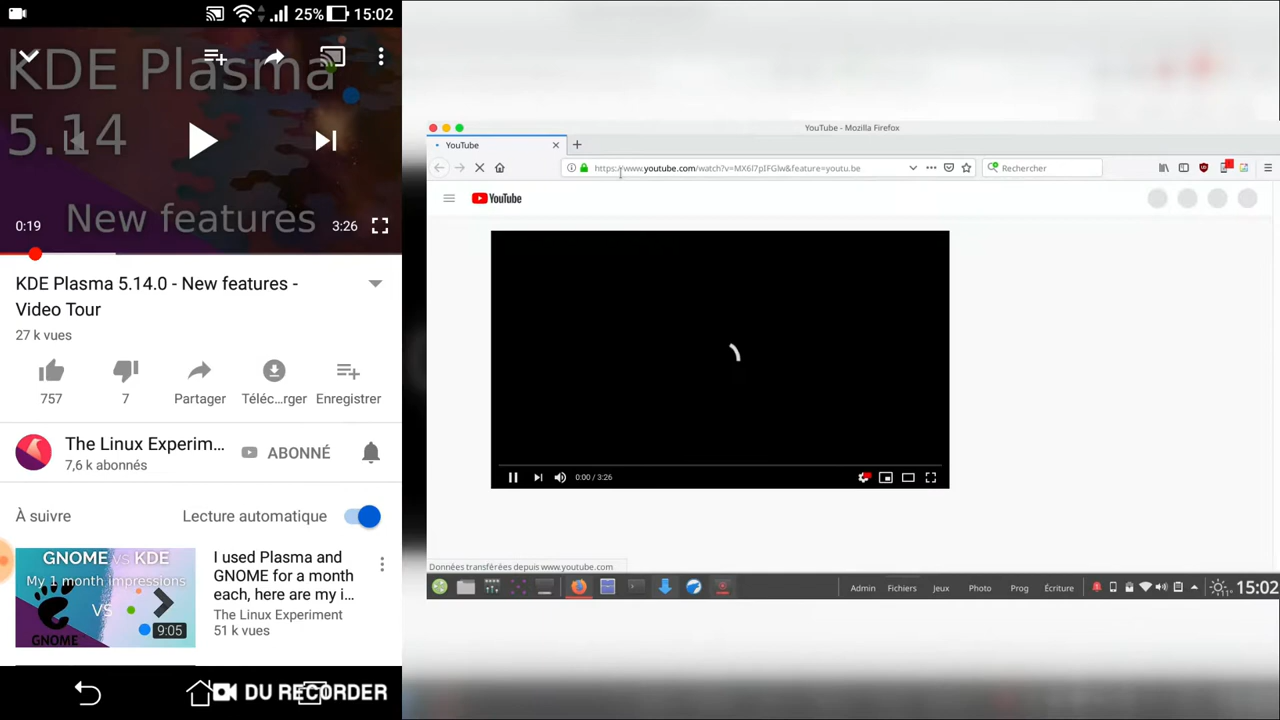 25% 15:02
KDE Plasma
5.14
New features
0:19
3:26
KDE Plasma 5.14.0 - New features -
Video Tour
27 k vues
757
7
Partager
Téléc...rger
Enregistrer
The Linux Experim...
7,6 k abonnés
ABONNÉ
À suivre
Lecture automatique
GNOME vs KDE
My 1 month impressions
VS
GNOME
9:05
I used Plasma and
GNOME for a month
each, here are my i...
The Linux Experiment
51 k vues
DU RECORDER
YouTube - Mozilla Firefox
YouTube
https://www.youtube.com/watch?v=MX6l7pIFGlw&feature=youtu.be
Rechercher
YouTube
0:00 / 3:26
Données transférées depuis www.youtube.com
Admin Fichiers Jeux Photo Prog Écriture
11° 15:02